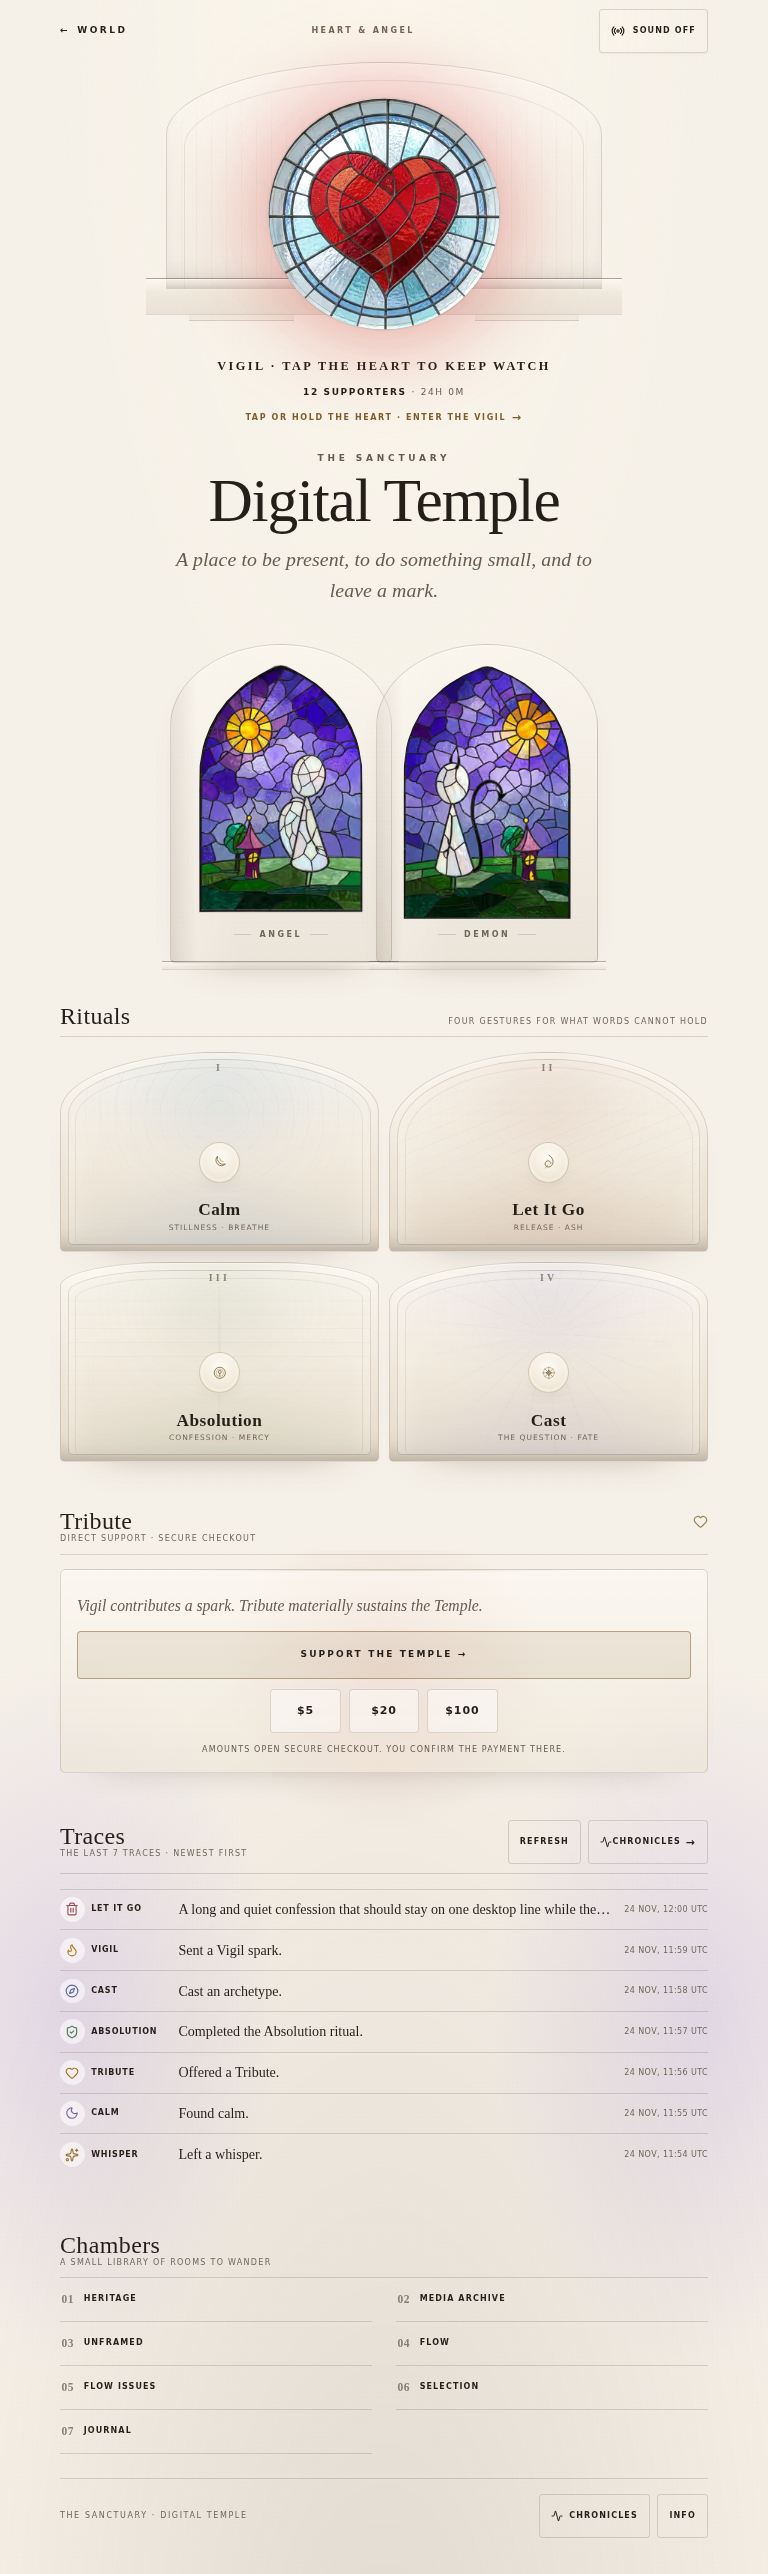 ← WORLD
HEART & ANGEL
SOUND OFF
VIGIL · TAP THE HEART TO KEEP WATCH
12 SUPPORTERS · 24H 0M
TAP OR HOLD THE HEART · ENTER THE VIGIL →
THE SANCTUARY
Digital Temple
A place to be present, to do something small, and to
leave a mark.
ANGEL
DEMON
Rituals
FOUR GESTURES FOR WHAT WORDS CANNOT HOLD
I
Calm
STILLNESS · BREATHE
II
Let It Go
RELEASE · ASH
III
Absolution
CONFESSION · MERCY
IV
Cast
THE QUESTION · FATE
Tribute
DIRECT SUPPORT · SECURE CHECKOUT
Vigil contributes a spark. Tribute materially sustains the Temple.
SUPPORT THE TEMPLE →
$5
$20
$100
AMOUNTS OPEN SECURE CHECKOUT. YOU CONFIRM THE PAYMENT THERE.
Traces
THE LAST 7 TRACES · NEWEST FIRST
REFRESH
CHRONICLES →
LET IT GO A long and quiet confession that should stay on one desktop line while the… 24 NOV, 12:00 UTC
VIGIL Sent a Vigil spark. 24 NOV, 11:59 UTC
CAST Cast an archetype. 24 NOV, 11:58 UTC
ABSOLUTION Completed the Absolution ritual. 24 NOV, 11:57 UTC
TRIBUTE Offered a Tribute. 24 NOV, 11:56 UTC
CALM Found calm. 24 NOV, 11:55 UTC
WHISPER Left a whisper. 24 NOV, 11:54 UTC
Chambers
A SMALL LIBRARY OF ROOMS TO WANDER
01 HERITAGE
02 MEDIA ARCHIVE
03 UNFRAMED
04 FLOW
05 FLOW ISSUES
06 SELECTION
07 JOURNAL
THE SANCTUARY · DIGITAL TEMPLE
CHRONICLES
INFO